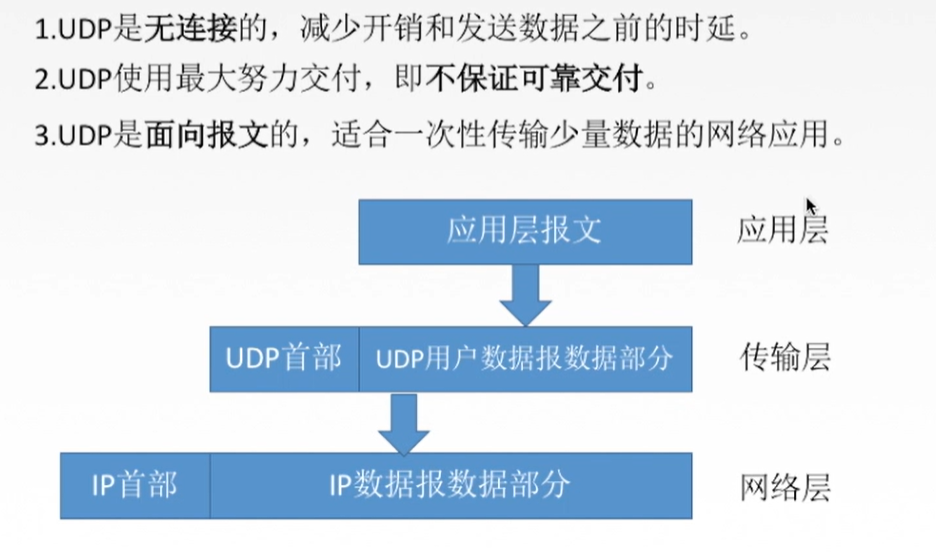 1.UDP是无连接的，减少开销和发送数据之前的时延。
2.UDP使用最大努力交付，即不保证可靠交付。
3.UDP是面向报文的，适合一次性传输少量数据的网络应用。
应用层报文 应用层
UDP首部 UDP用户数据报数据部分 传输层
IP首部 IP数据报数据部分 网络层